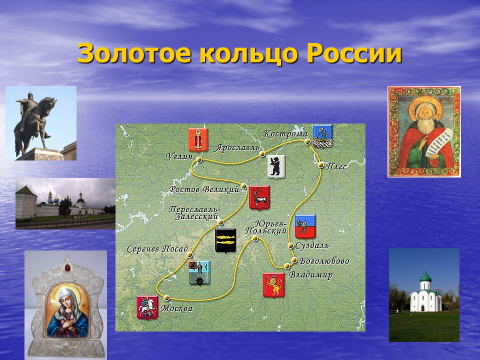 Золотое кольцо России
Кострома
Ярославль
Углич
Плес
Ростов Великий
Переславль-
Залесский
Юрьев-
Польский
Сергиев Посад
Суздаль
Боголюбово
Владимир
Москва